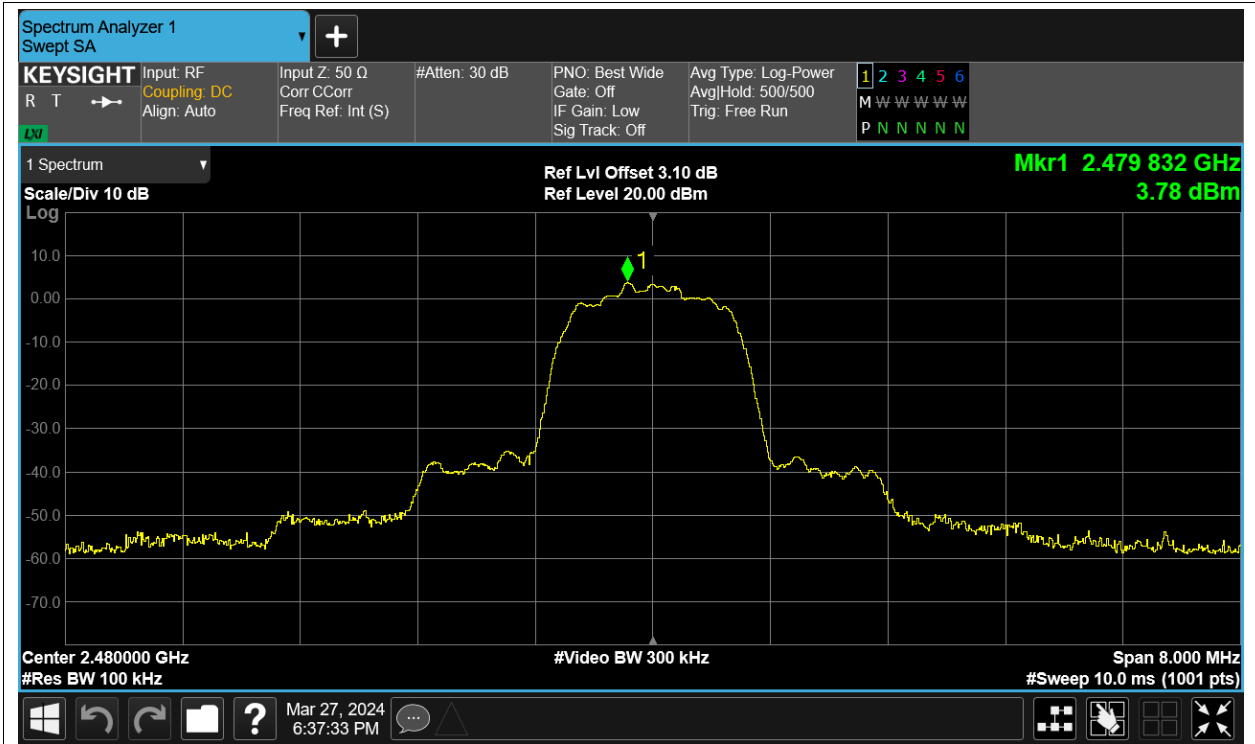 Spectrum Analyzer 1
Swept SA
KEYSIGHT
R T
LXI
Input: RF
Coupling: DC
Align: Auto
Input Z: 50 Ω
Corr CCorr
Freq Ref: Int (S)
#Atten: 30 dB
PNO: Best Wide
Gate: Off
IF Gain: Low
Sig Track: Off
Avg Type: Log-Power
Avg|Hold: 500/500
Trig: Free Run
1 2 3 4 5 6
M W W W W W
P N N N N N
1 Spectrum
Scale/Div 10 dB
Log
Ref Lvl Offset 3.10 dB
Ref Level 20.00 dBm
Mkr1 2.479 832 GHz
3.78 dBm
1
10.0
0.00
-10.0
-20.0
-30.0
-40.0
-50.0
-60.0
-70.0
Center 2.480000 GHz
#Res BW 100 kHz
#Video BW 300 kHz
Span 8.000 MHz
#Sweep 10.0 ms (1001 pts)
?
Mar 27, 2024
6:37:33 PM